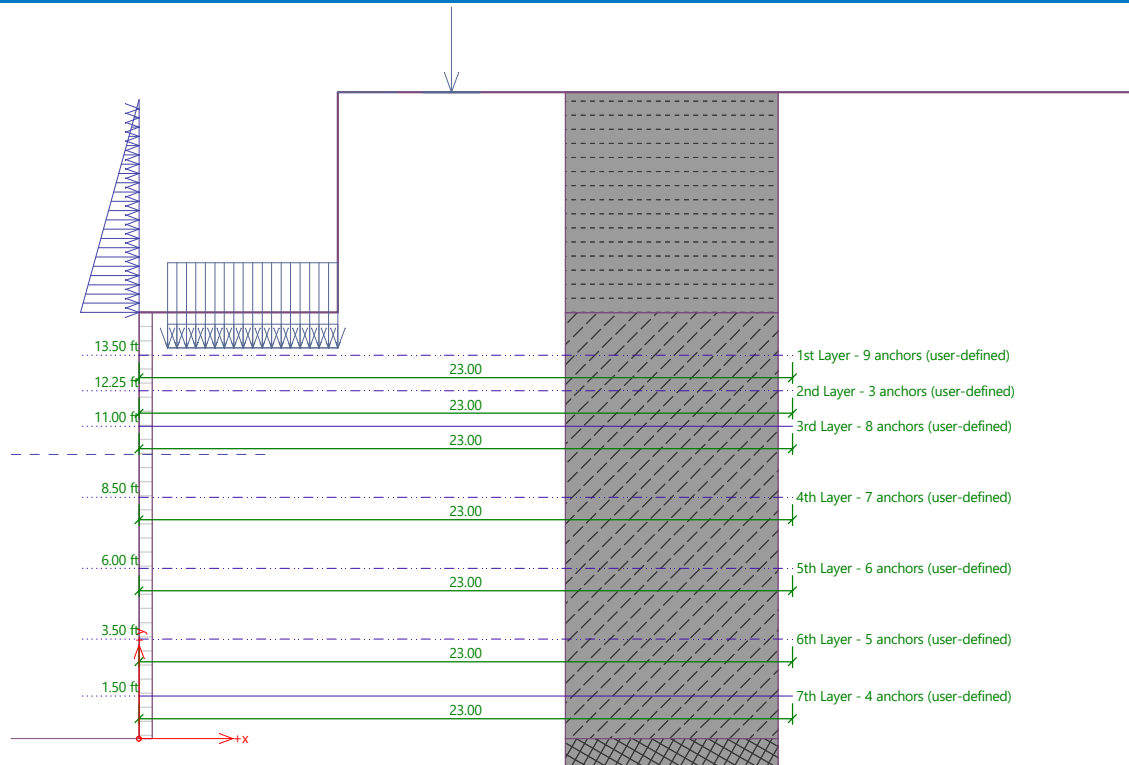 13.50 ft
1st Layer - 9 anchors (user-defined)
23.00
12.25 ft
2nd Layer - 3 anchors (user-defined)
23.00
11.00 ft
3rd Layer - 8 anchors (user-defined)
23.00
8.50 ft
4th Layer - 7 anchors (user-defined)
23.00
6.00 ft
5th Layer - 6 anchors (user-defined)
23.00
3.50 ft
6th Layer - 5 anchors (user-defined)
+y
23.00
1.50 ft
7th Layer - 4 anchors (user-defined)
23.00
+x